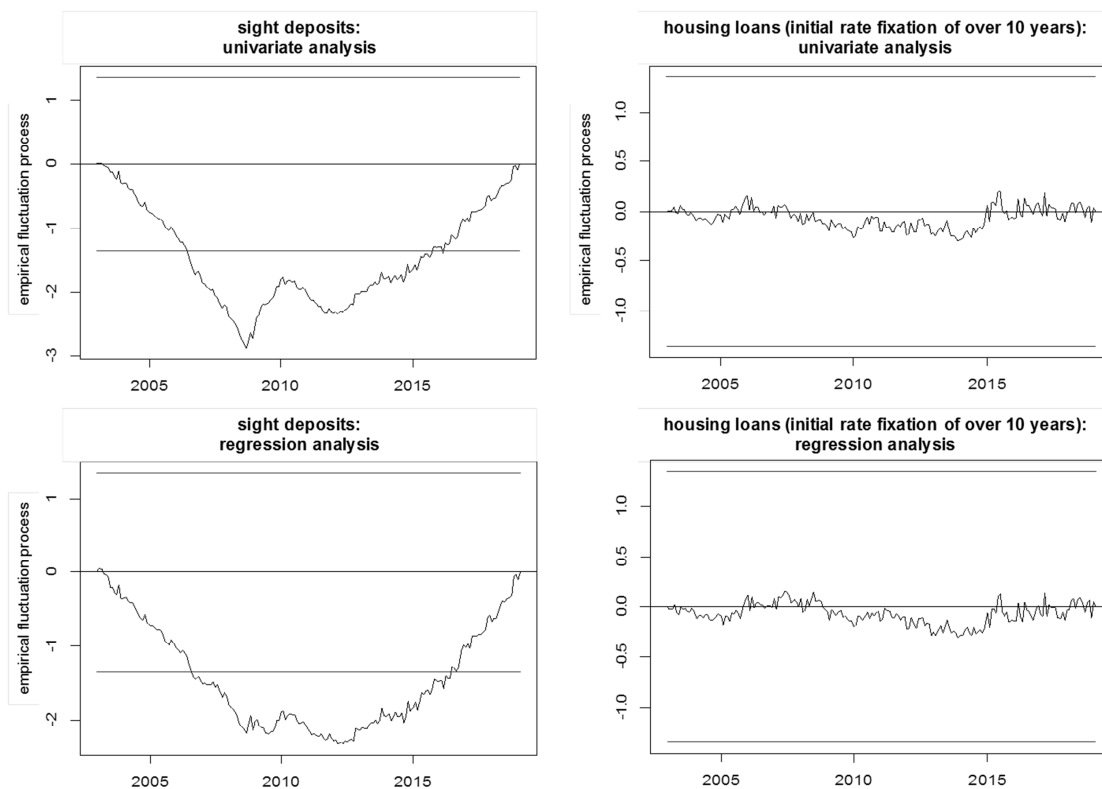 sight deposits:
univariate analysis
empirical fluctuation process
1
0
-1
-2
-3
2005
2010
2015
housing loans (initial rate fixation of over 10 years):
univariate analysis
empirical fluctuation process
1.0
0.5
0.0
-0.5
-1.0
2005
2010
2015
sight deposits:
regression analysis
empirical fluctuation process
1
0
-1
-2
2005
2010
2015
housing loans (initial rate fixation of over 10 years):
regression analysis
empirical fluctuation process
1.0
0.5
0.0
-0.5
-1.0
2005
2010
2015